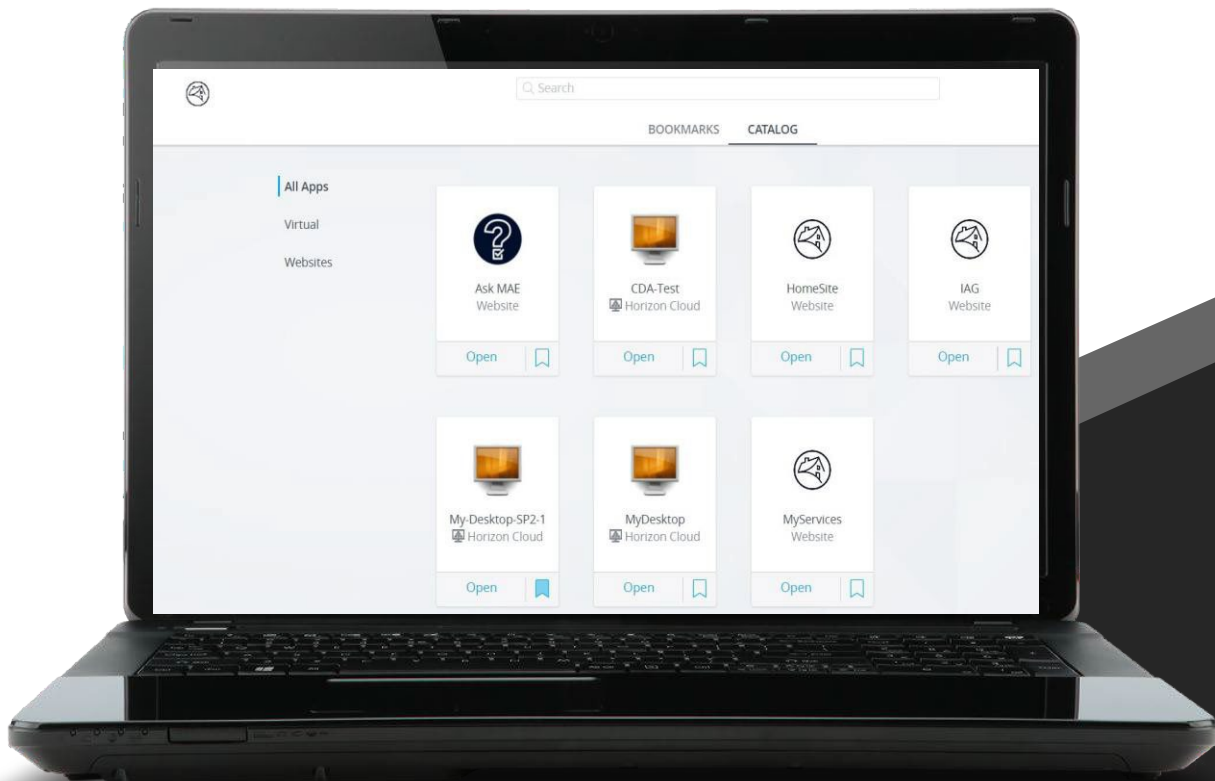 Search
BOOKMARKS CATALOG
All Apps
Virtual
Websites
Ask MAE
Website
Open
CDA-Test
Horizon Cloud
Open
HomeSite
Website
Open
IAG
Website
Open
My-Desktop-SP2-1
Horizon Cloud
Open
MyDesktop
Horizon Cloud
Open
MyServices
Website
Open